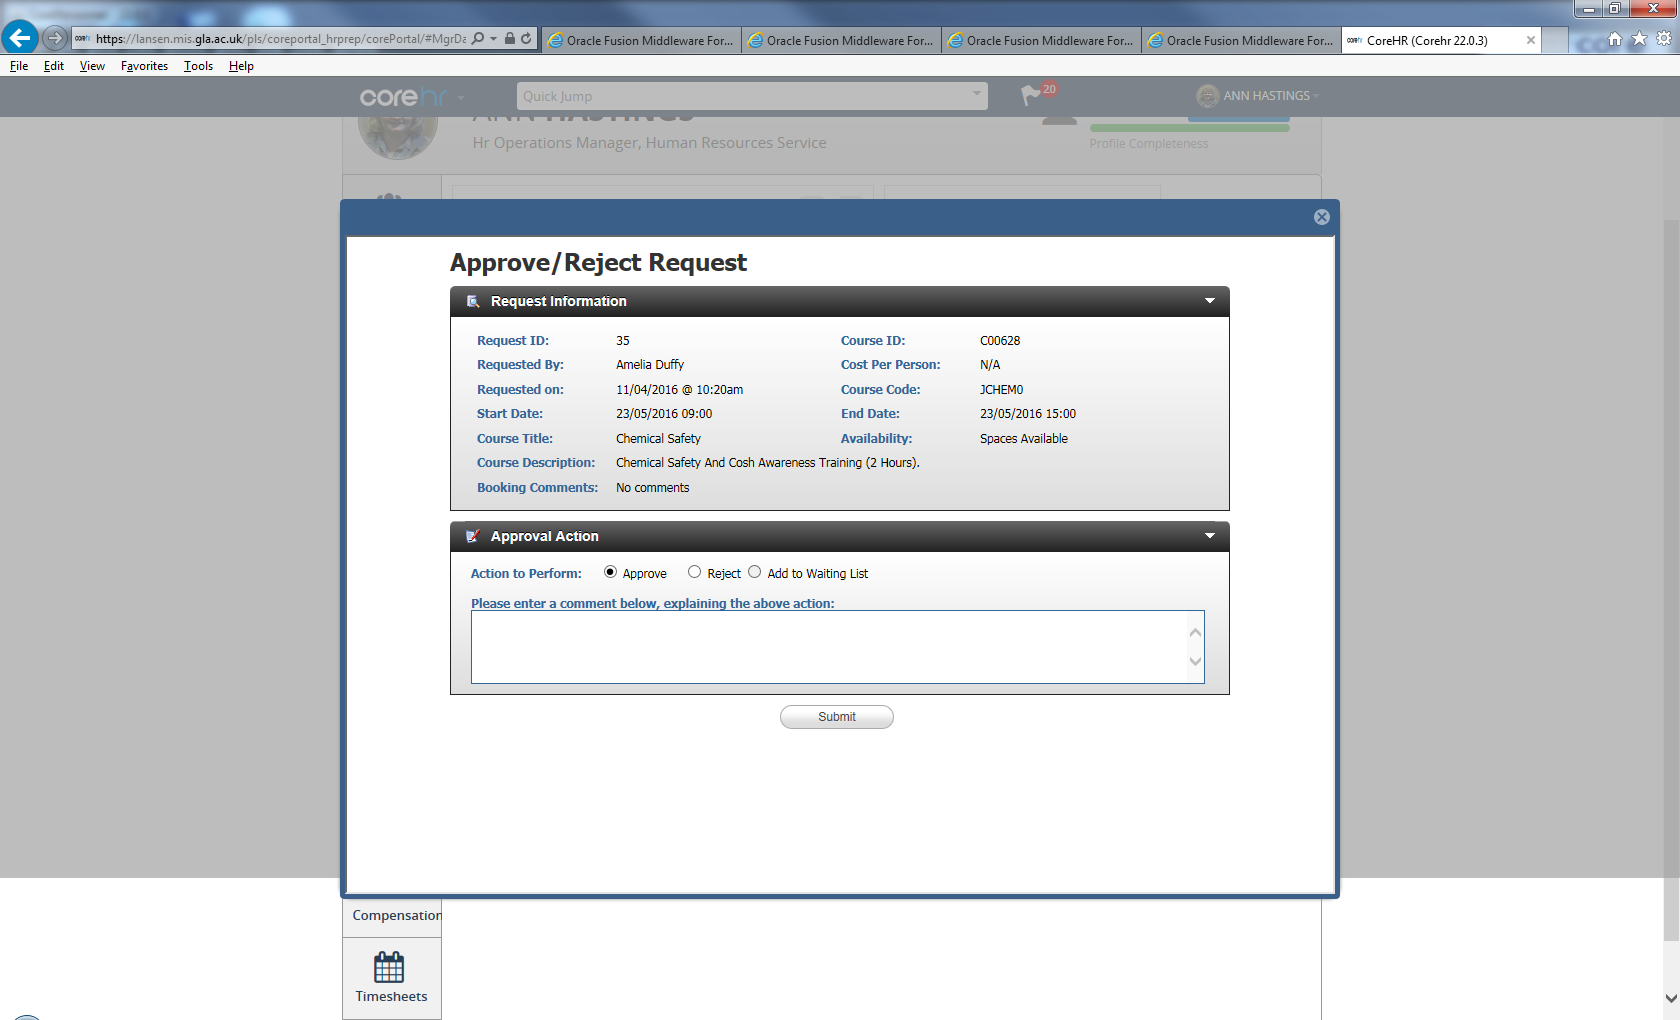 https://lansen.mis.gla.ac.uk/pls/coreportal_hrprep/corePortal/#MgrDa
Oracle Fusion Middleware For...
Oracle Fusion Middleware For...
Oracle Fusion Middleware For...
Oracle Fusion Middleware For...
CoreHR (Corehr 22.0.3)
File Edit View Favorites Tools Help
corehr
Quick Jump
20
ANN HASTINGS
ANN HASTINGS
Hr Operations Manager, Human Resources Service
Profile Completeness
Approve/Reject Request
Request Information
Request ID: 35 Course ID: C00628
Requested By: Amelia Duffy Cost Per Person: N/A
Requested on: 11/04/2016 @ 10:20am Course Code: JCHEM0
Start Date: 23/05/2016 09:00 End Date: 23/05/2016 15:00
Course Title: Chemical Safety Availability: Spaces Available
Course Description: Chemical Safety And Cosh Awareness Training (2 Hours).
Booking Comments: No comments
Approval Action
Action to Perform: Approve Reject Add to Waiting List
Please enter a comment below, explaining the above action:
Submit
Compensation
Timesheets